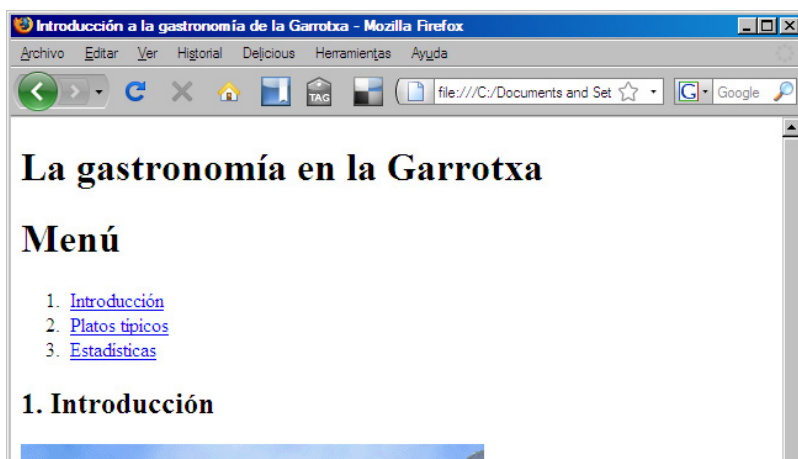 Introducción a la gastronomía de la Garrotxa - Mozilla Firefox
Archivo Editar Ver Historial Delicious Herramientas Ayuda
TAG file:///C:/Documents and Set G Google
La gastronomía en la Garrotxa
Menú
1. Introducción
2. Platos tipicos
3. Estadísticas
1. Introducción